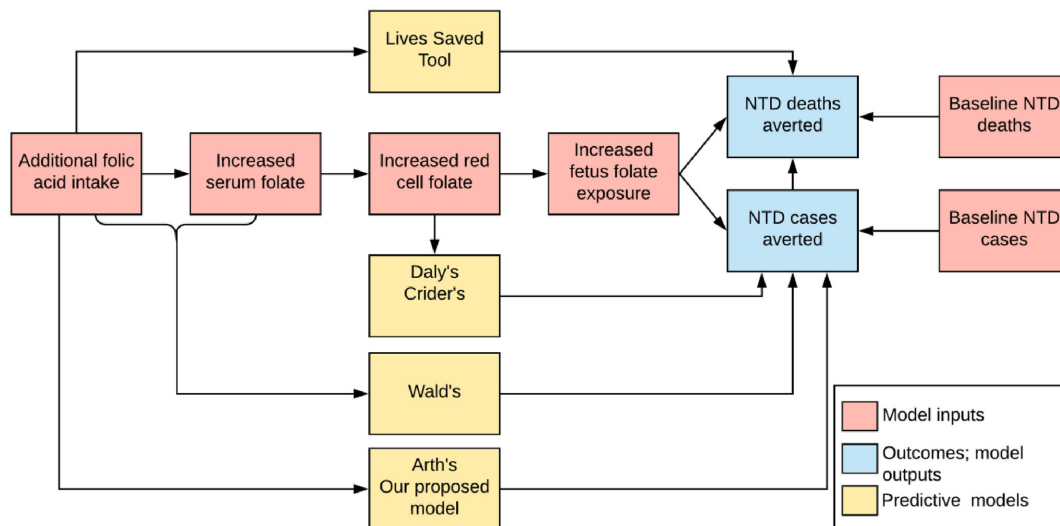 Lives Saved
Tool
NTD deaths
averted
Baseline NTD
deaths
Additional folic
acid intake
Increased
serum folate
Increased red
cell folate
Increased
fetus folate
exposure
NTD cases
averted
Baseline NTD
cases
Daly's
Crider's
Wald's
Arth's
Our proposed
model
Model inputs
Outcomes; model
outputs
Predictive models